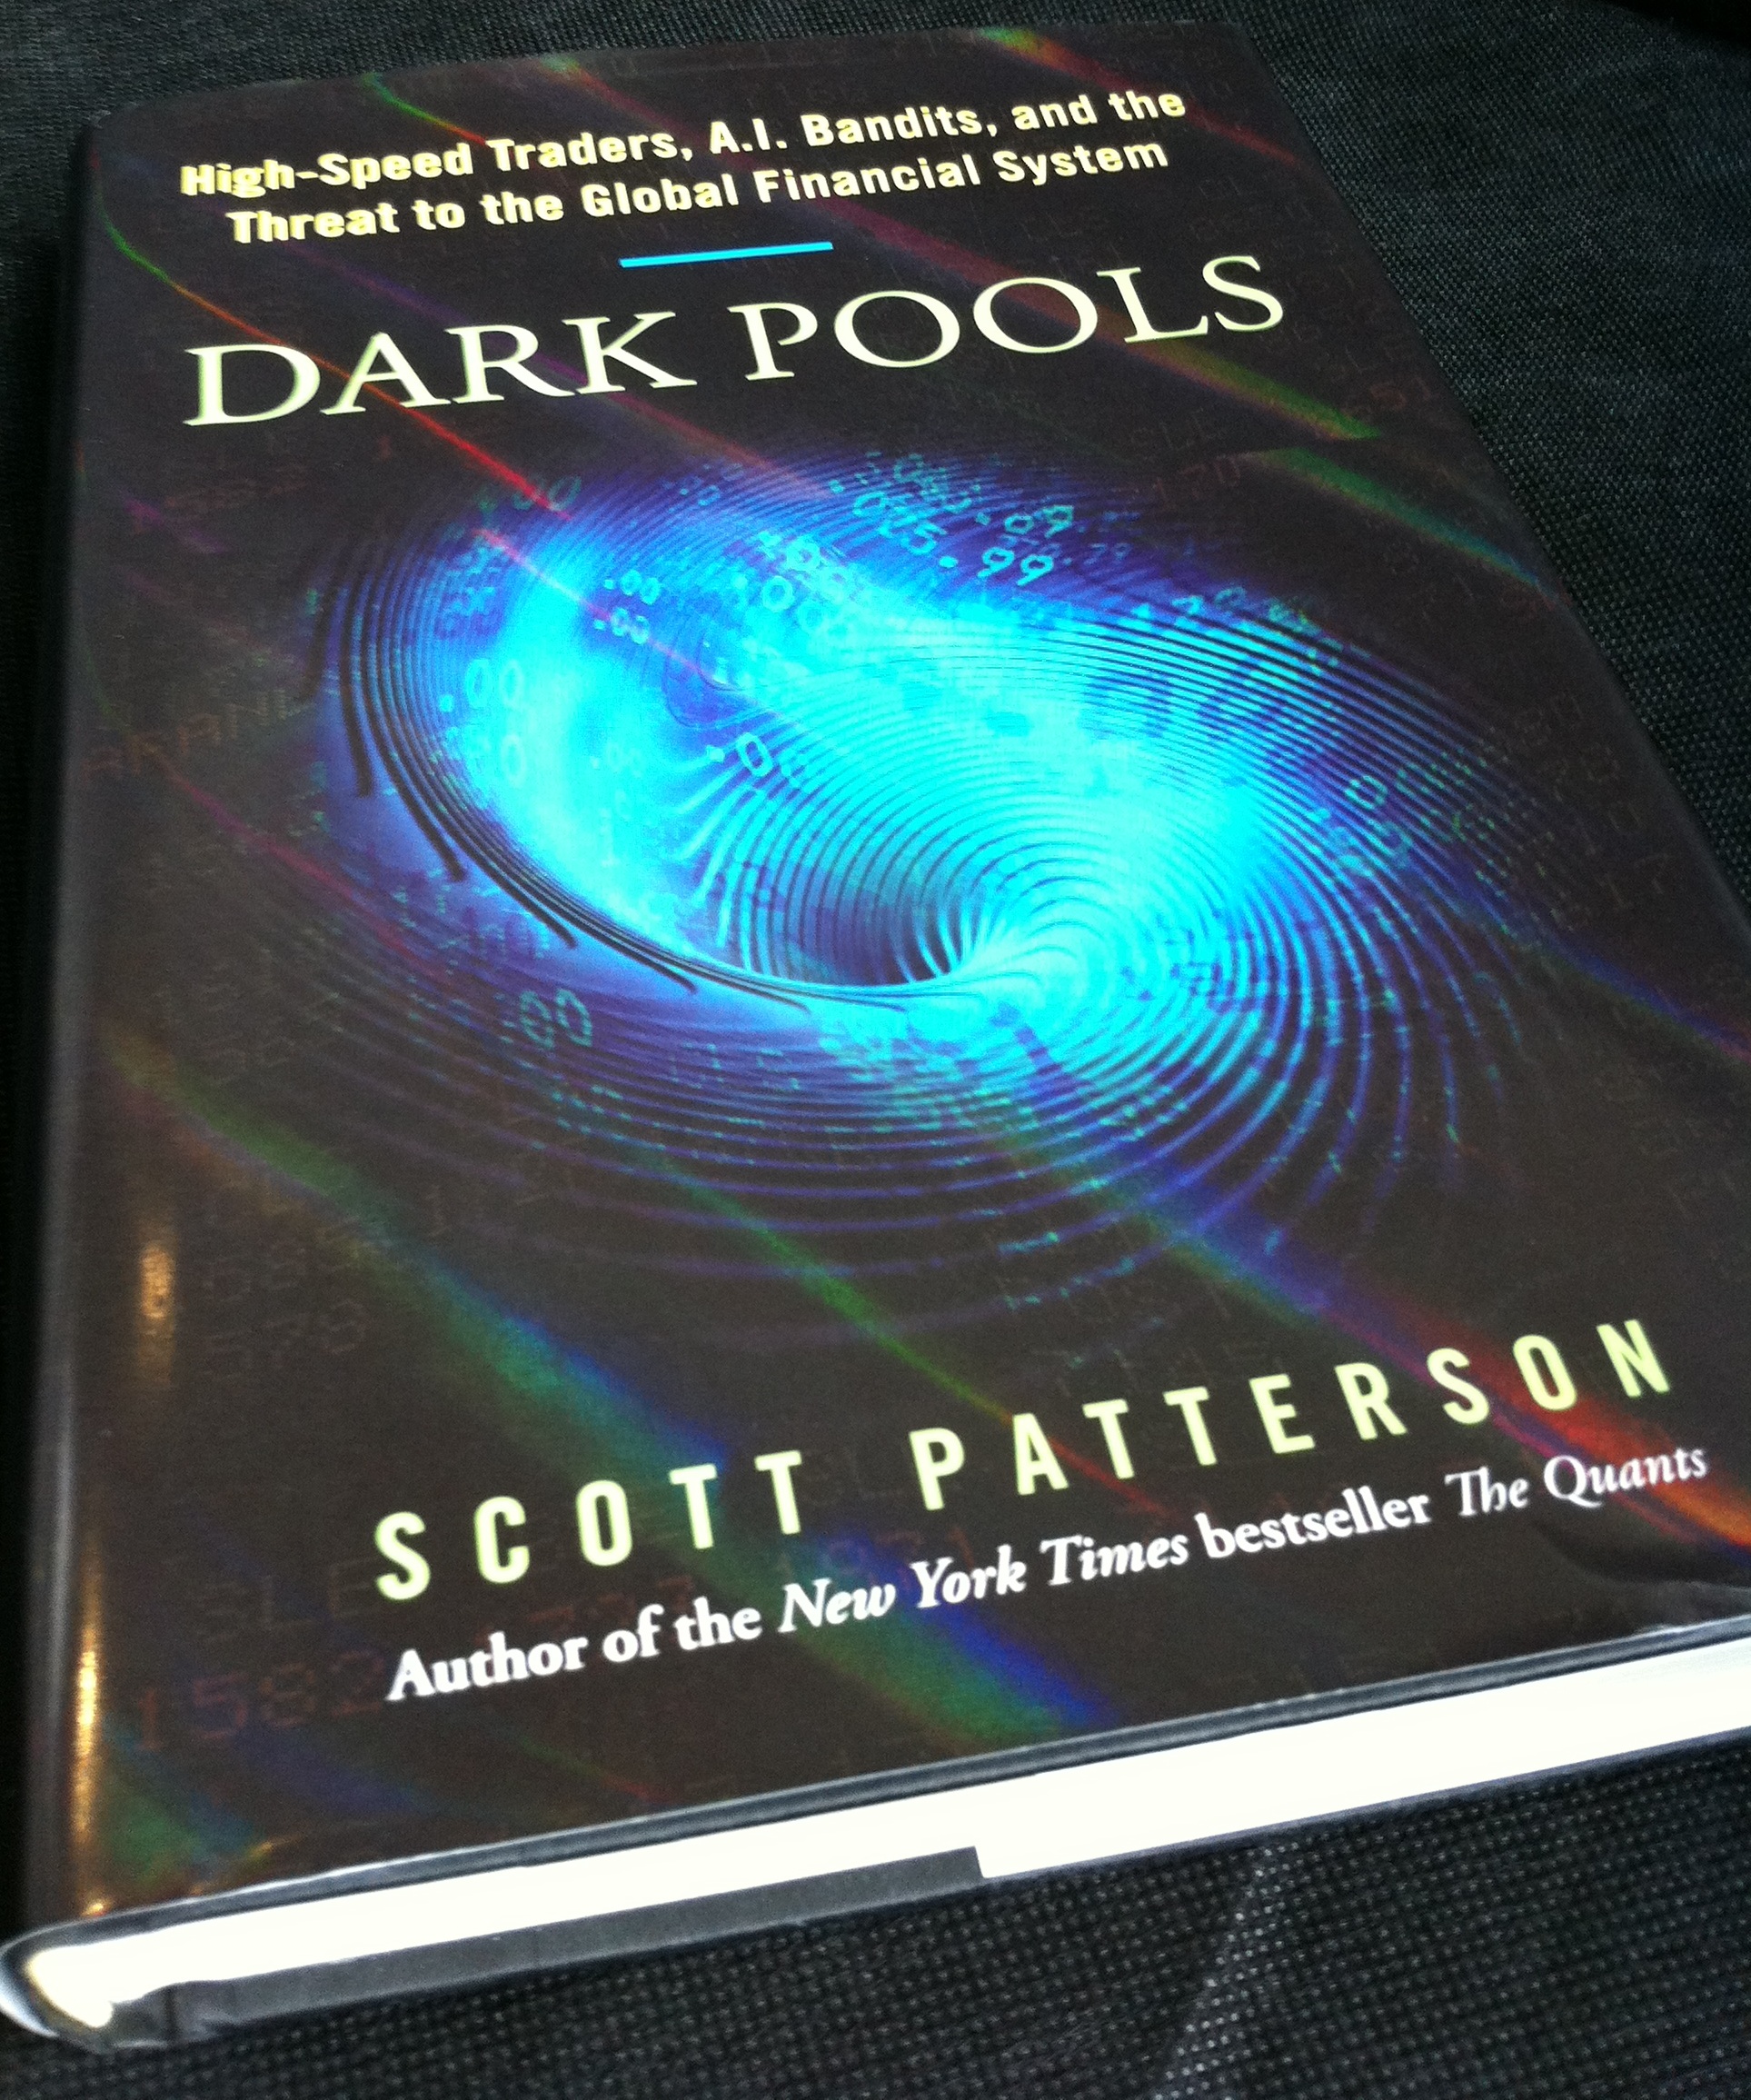 High-Speed Traders, A.I. Bandits, and the
Threat to the Global Financial System
DARK POOLS
SCOTT PATTERSON
Author of the New York Times bestseller The Quants